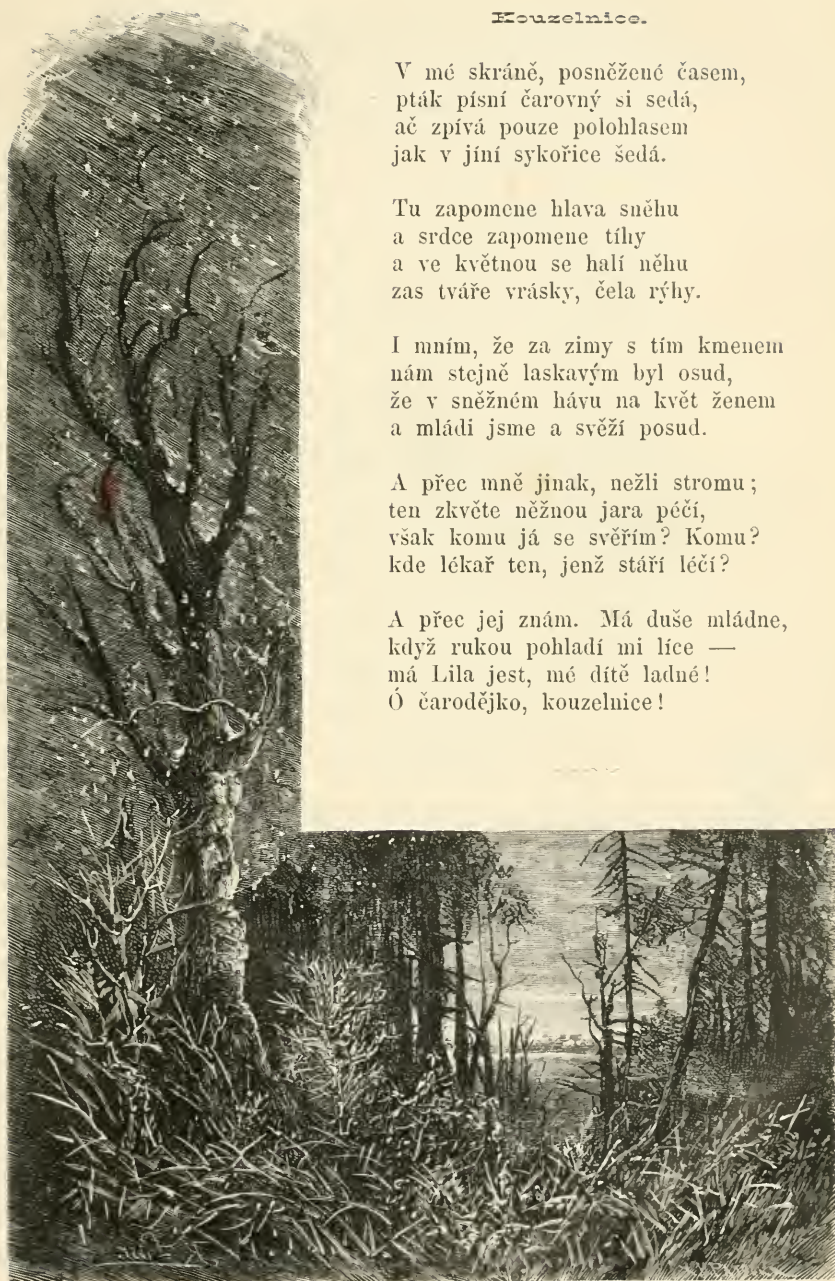 Kouzelnice.
V mé skráně, posněžené časem,
pták písní čarovný si sedá,
ač zpívá pouze polohlasem
jak v jíní sykořice šedá.
Tu zapomene hlava sněhu
a srdce zapomene tíhy
a ve květnou se halí něhu
zas tváře vrásky, čela rýhy.
I mním, že za zimy s tím kmenem
nám stejně laskavým byl osud,
že v sněžném hávu na květ ženem
a mládi jsme a svěží posud.
A přec mně jinak, nežli stromu;
ten zkvěte něžnou jara péčí,
však komu já se svěřím? Komu?
kde lékař ten, jenž stáří léčí?
A přec jej znám. Má duše mládne,
když rukou pohladí mi líce —
má Lila jest, mé dítě ladné!
Ó čarodějko, kouzelnice!